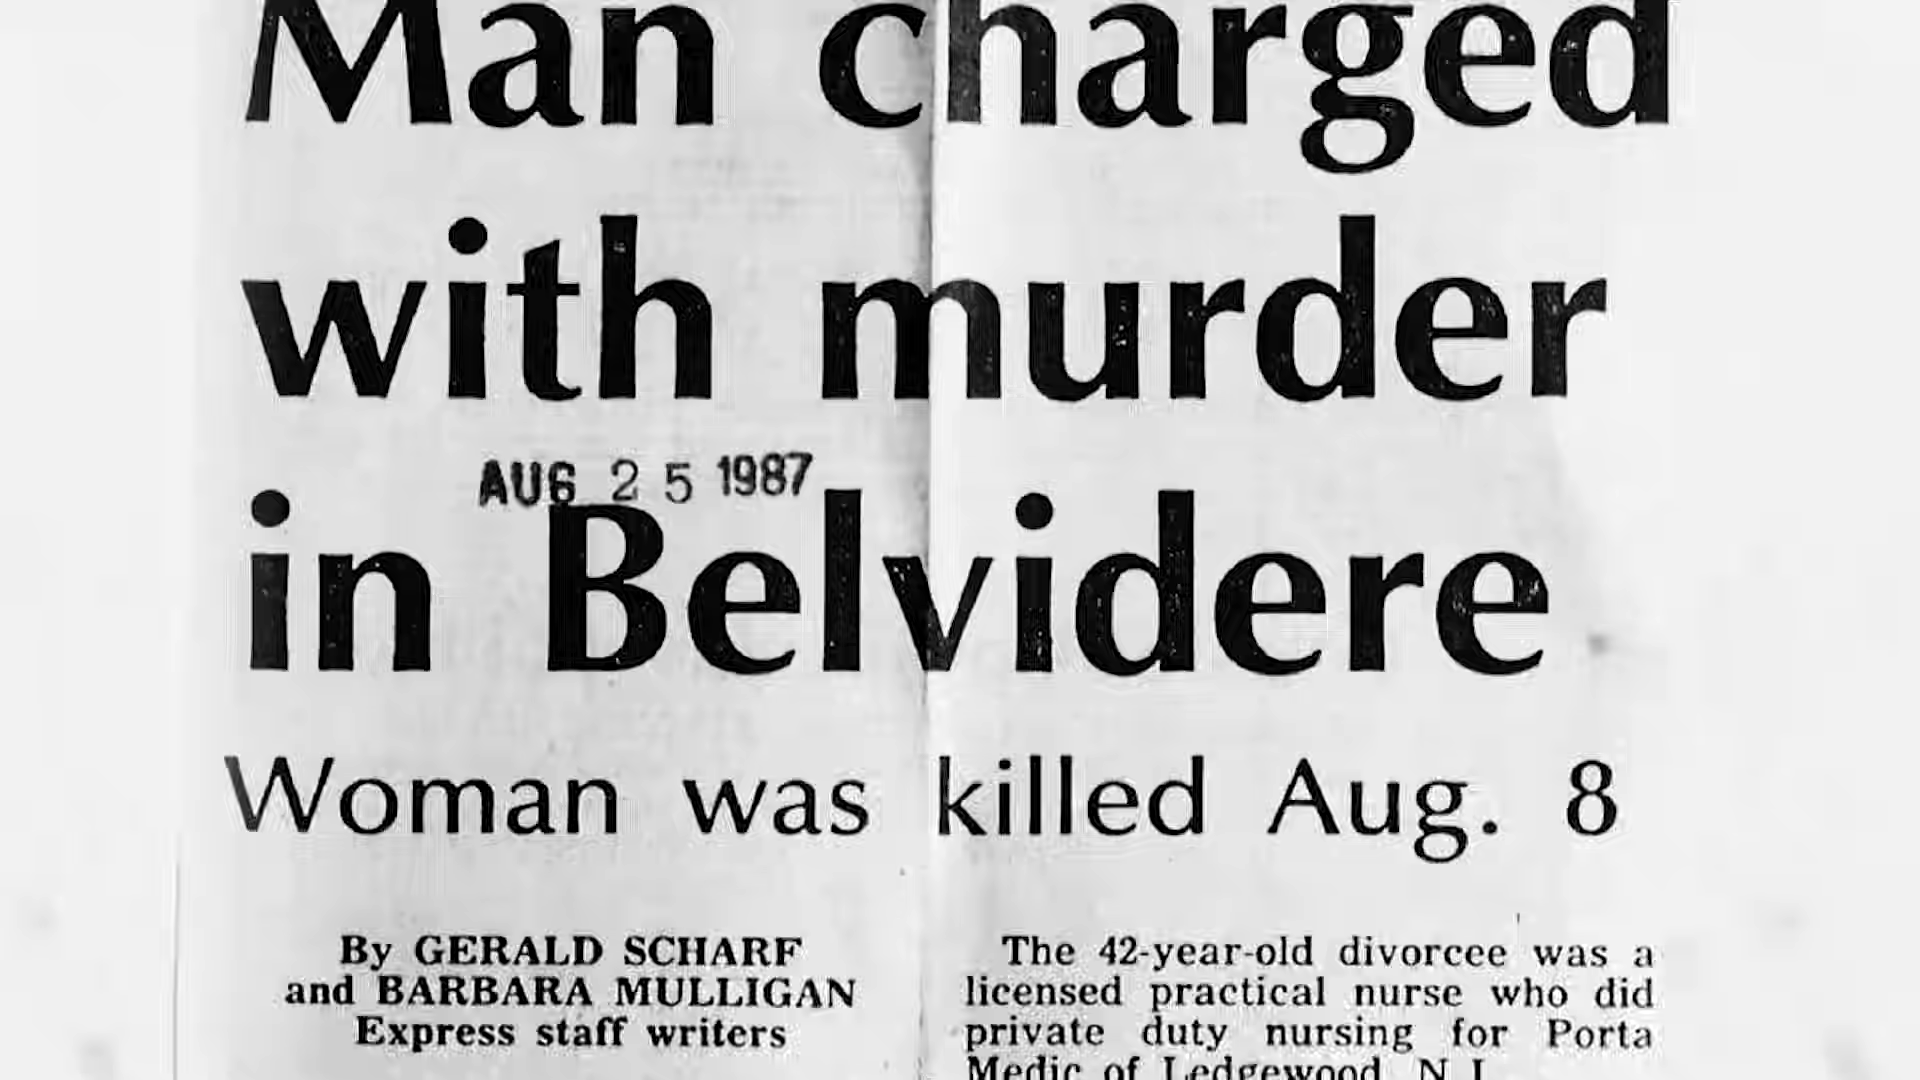 Man charged
with murder
AUG 25 1987
in Belvidere
Woman was killed Aug. 8
By GERALD SCHARF
and BARBARA MULLIGAN
Express staff writers
The 42-year-old divorcee was a
licensed practical nurse who did
private duty nursing for Porta
Medic of Ledgewood, N.J.